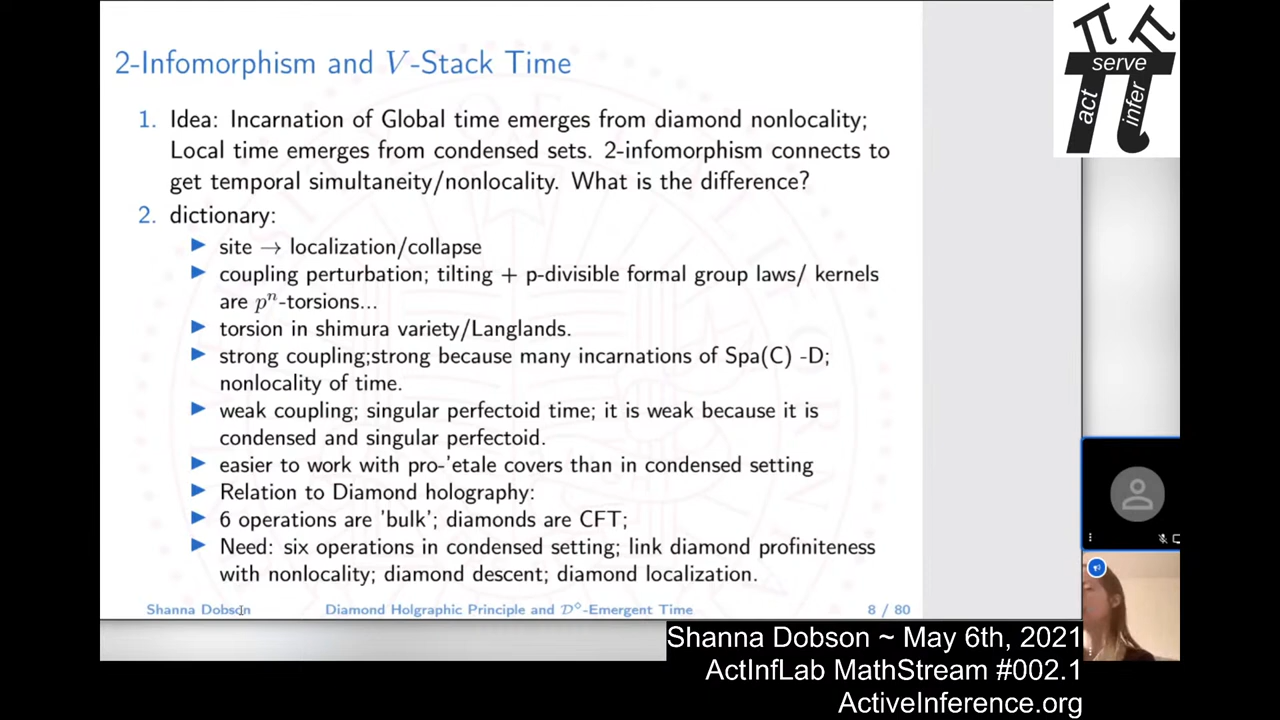 2-Infomorphism and V-Stack Time
1. Idea: Incarnation of Global time emerges from diamond nonlocality;
Local time emerges from condensed sets. 2-infomorphism connects to
get temporal simultaneity/nonlocality. What is the difference?
2. dictionary:
▶ site → localization/collapse
▶ coupling perturbation; tilting + p-divisible formal group laws/ kernels
are pⁿ-torsions...
▶ torsion in shimura variety/Langlands.
▶ strong coupling;strong because many incarnations of Spa(C) -D;
nonlocality of time.
▶ weak coupling; singular perfectoid time; it is weak because it is
condensed and singular perfectoid.
▶ easier to work with pro-'etale covers than in condensed setting
▶ Relation to Diamond holography:
▶ 6 operations are 'bulk'; diamonds are CFT;
▶ Need: six operations in condensed setting; link diamond profiniteness
with nonlocality; diamond descent; diamond localization.
Shanna Dobson Diamond Holgraphic Principle and 𝒟^◇-Emergent Time 8 / 80
π π
π
serve
act
infer
Shanna Dobson ~ May 6th, 2021
ActInfLab MathStream #002.1
ActiveInference.org